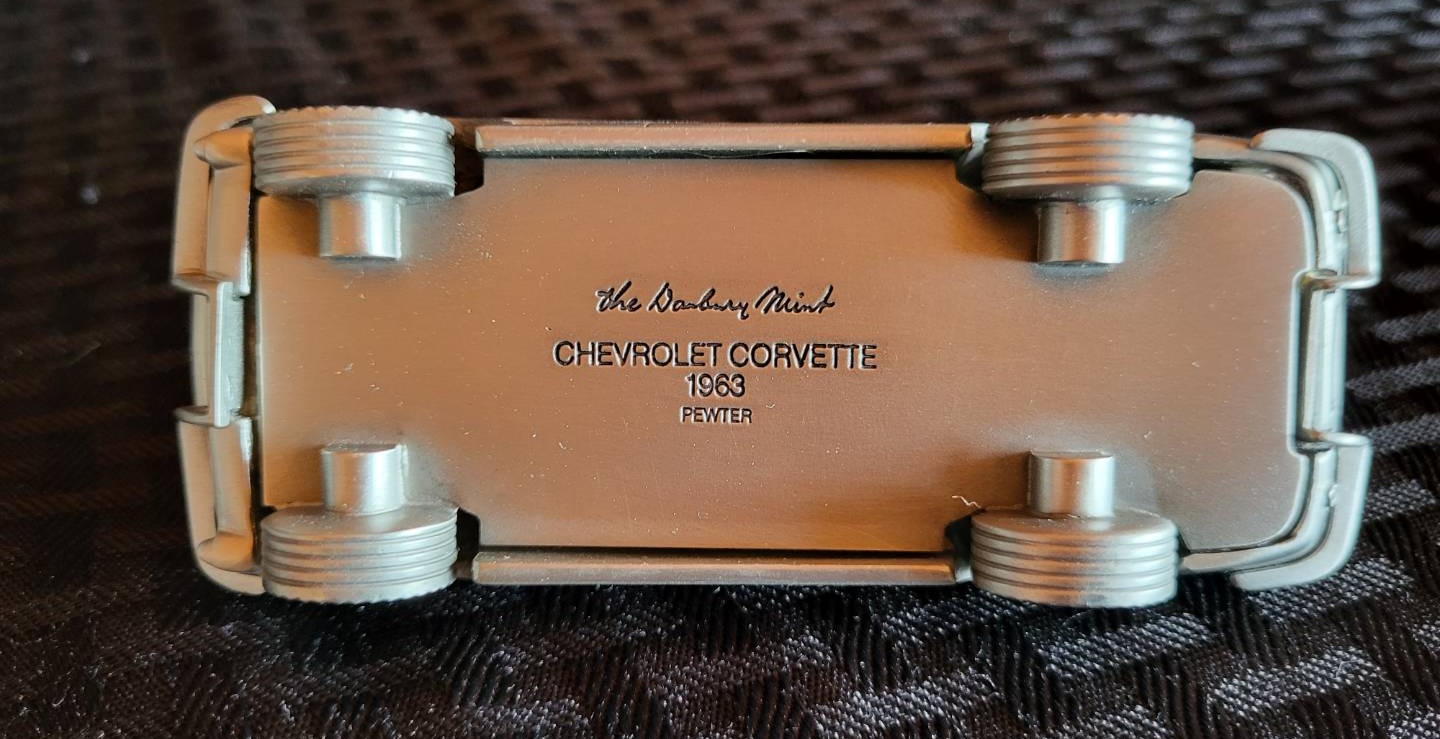 the Danbury Mint
CHEVROLET CORVETTE
1963
PEWTER